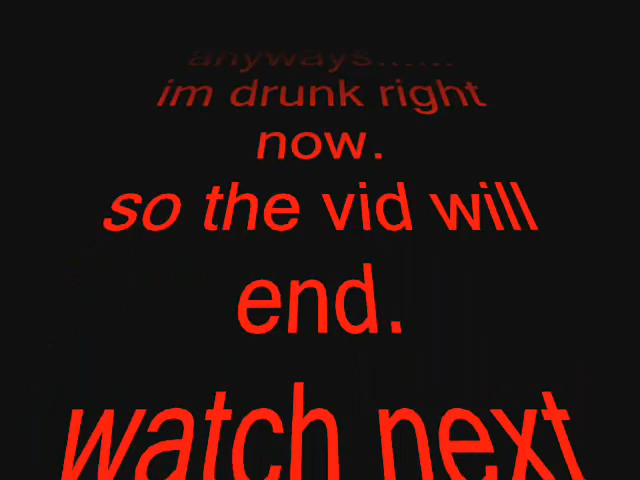 anyways......
im drunk right
now.
so the vid will
end.
watch next